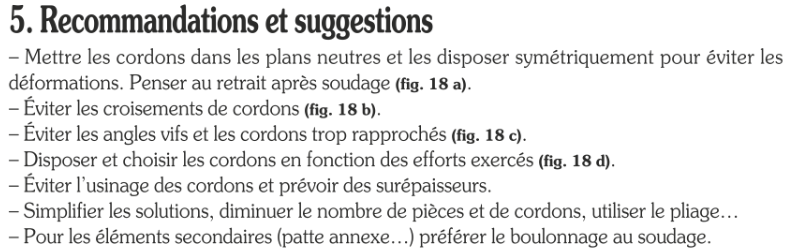 5. Recommandations et suggestions
– Mettre les cordons dans les plans neutres et les disposer symétriquement pour éviter les
déformations. Penser au retrait après soudage (fig. 18 a).
– Éviter les croisements de cordons (fig. 18 b).
– Éviter les angles vifs et les cordons trop rapprochés (fig. 18 c).
– Disposer et choisir les cordons en fonction des efforts exercés (fig. 18 d).
– Éviter l'usinage des cordons et prévoir des surépaisseurs.
– Simplifier les solutions, diminuer le nombre de pièces et de cordons, utiliser le pliage…
– Pour les éléments secondaires (patte annexe…) préférer le boulonnage au soudage.